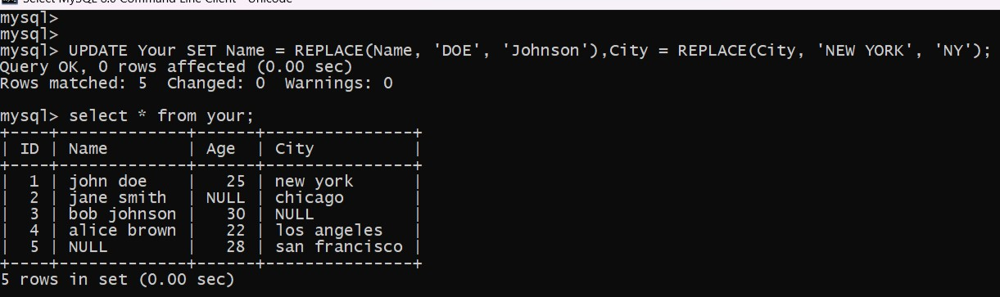 Select MySQL 8.0 Command Line Client - Unicode
mysql>
mysql>
mysql> UPDATE Your SET Name = REPLACE(Name, 'DOE', 'Johnson'),City = REPLACE(City, 'NEW YORK', 'NY');
Query OK, 0 rows affected (0.00 sec)
Rows matched: 5  Changed: 0  Warnings: 0
mysql> select * from your;
+----+-------------+------+---------------+
| ID | Name        | Age  | City          |
+----+-------------+------+---------------+
|  1 | john doe    |   25 | new york      |
|  2 | jane smith  | NULL | chicago       |
|  3 | bob johnson |   30 | NULL          |
|  4 | alice brown |   22 | los angeles   |
|  5 | NULL        |   28 | san francisco |
+----+-------------+------+---------------+
5 rows in set (0.00 sec)